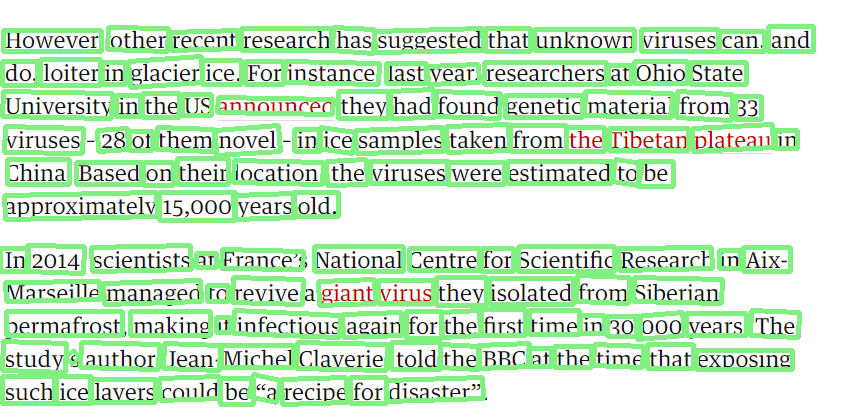 However, other recent research has suggested that unknown viruses can, and
do, loiter in glacier ice. For instance, last year, researchers at Ohio State
University in the US announced they had found genetic material from 33
viruses – 28 of them novel – in ice samples taken from the Tibetan plateau in
China. Based on their location, the viruses were estimated to be
approximately 15,000 years old.
In 2014, scientists at France’s National Centre for Scientific Research in Aix-
Marseille managed to revive a giant virus they isolated from Siberian
permafrost, making it infectious again for the first time in 30,000 years. The
study’s author, Jean-Michel Claverie, told the BBC at the time that exposing
such ice layers could be “a recipe for disaster”.